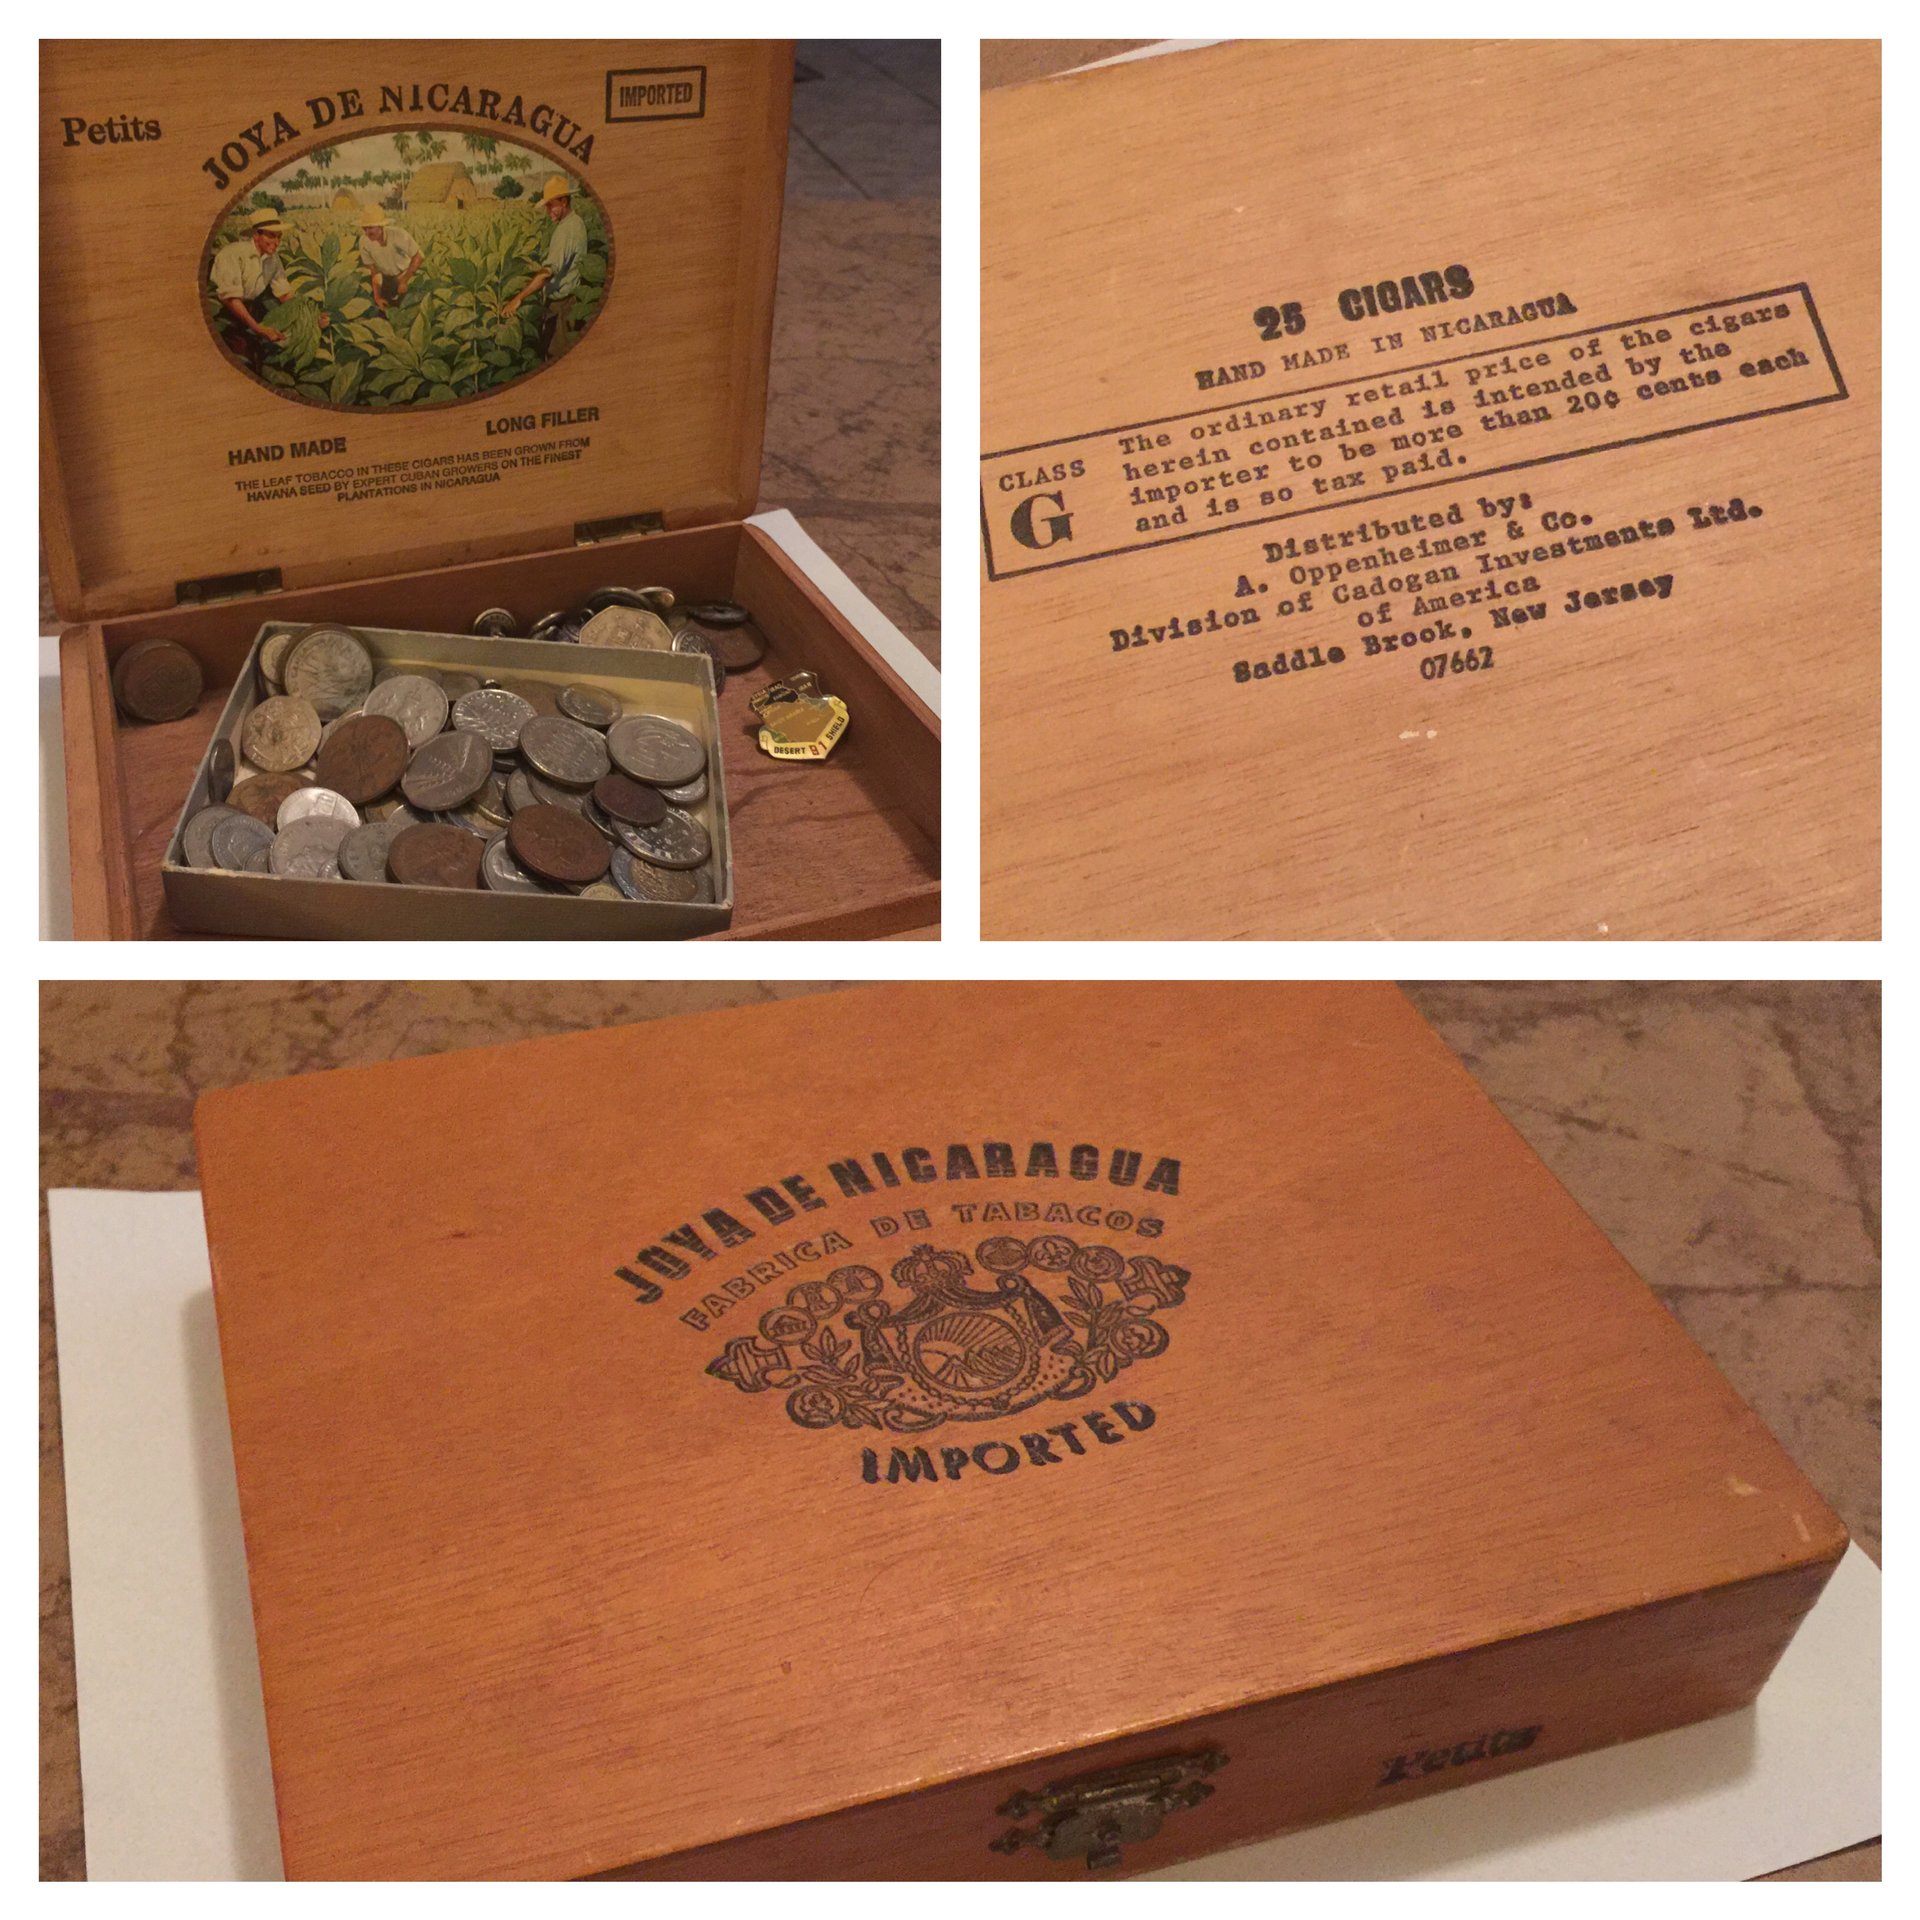 Petits
JOYA DE NICARAGUA
IMPORTED
HAND MADE
LONG FILLER
THE LEAF TOBACCO IN THESE CIGARS HAS BEEN GROWN FROM
HAVANA SEED BY EXPERT CUBAN GROWERS ON THE FINEST
PLANTATIONS IN NICARAGUA
DESERT SHIELD
25 CIGARS
HAND MADE IN NICARAGUA
CLASS
G
The ordinary retail price of the cigars
herein contained is intended by the
importer to be more than 20¢ cents each
and is so tax paid.
Distributed by:
A. Oppenheimer & Co.
Division of Cadogan Investments Ltd.
of America
Saddle Brook, New Jersey
07662
JOYA DE NICARAGUA
FABRICA DE TABACOS
IMPORTED
Petits